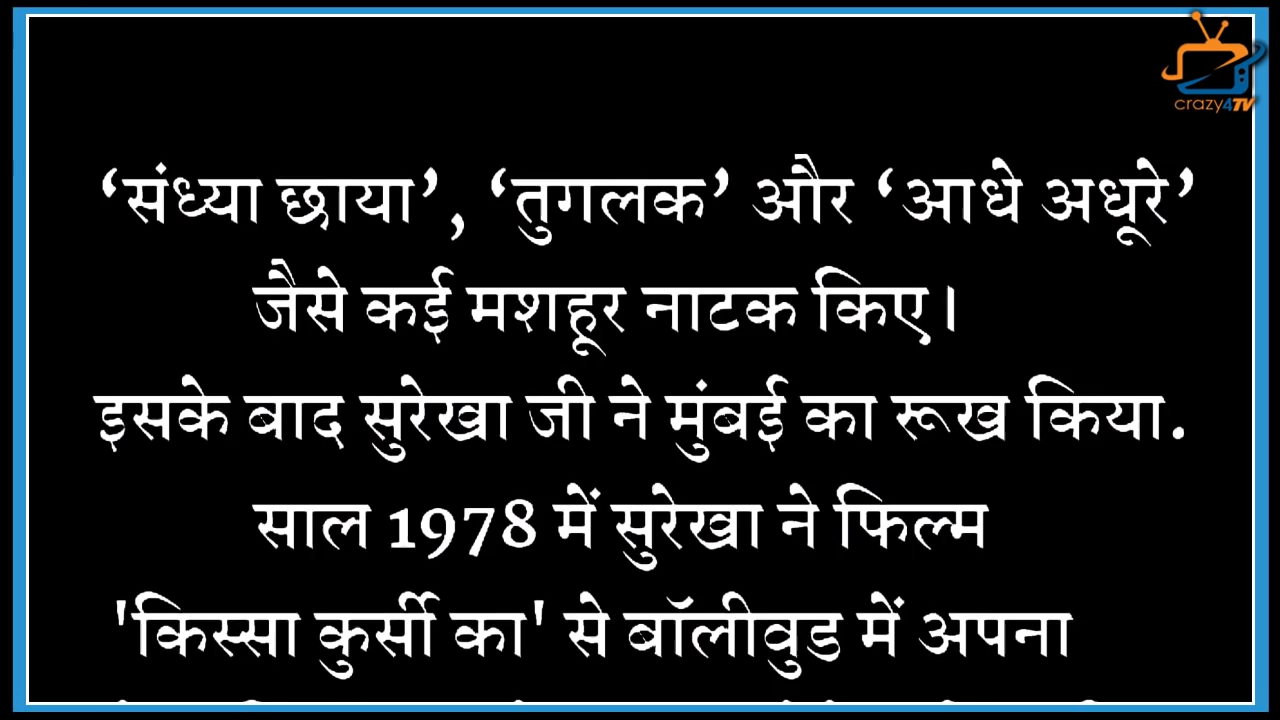 crazy4TV
‘संध्या छाया’, ‘तुगलक’ और ‘आधे अधूरे’
जैसे कई मशहूर नाटक किए।
इसके बाद सुरेखा जी ने मुंबई का रूख किया.
साल 1978 में सुरेखा ने फिल्म
'किस्सा कुर्सी का' से बॉलीवुड में अपना